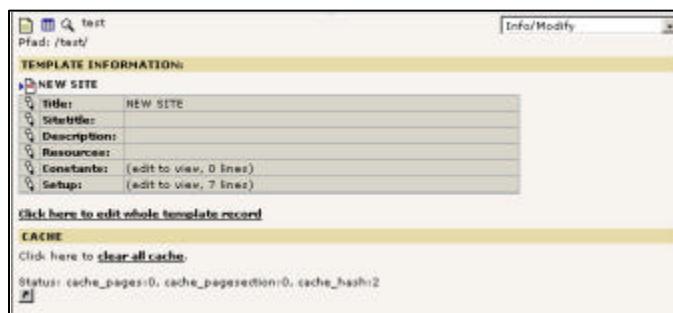 test
Info/Modify
Pfad: /test/
TEMPLATE INFORMATION:
NEW SITE
Title: NEW SITE
Sitetitle:
Description:
Resources:
Constants: (edit to view, 0 lines)
Setup: (edit to view, 7 lines)
Click here to edit whole template record
CACHE
Click here to clear all cache.
Status: cache_pages:0, cache_pagesection:0, cache_hash:2